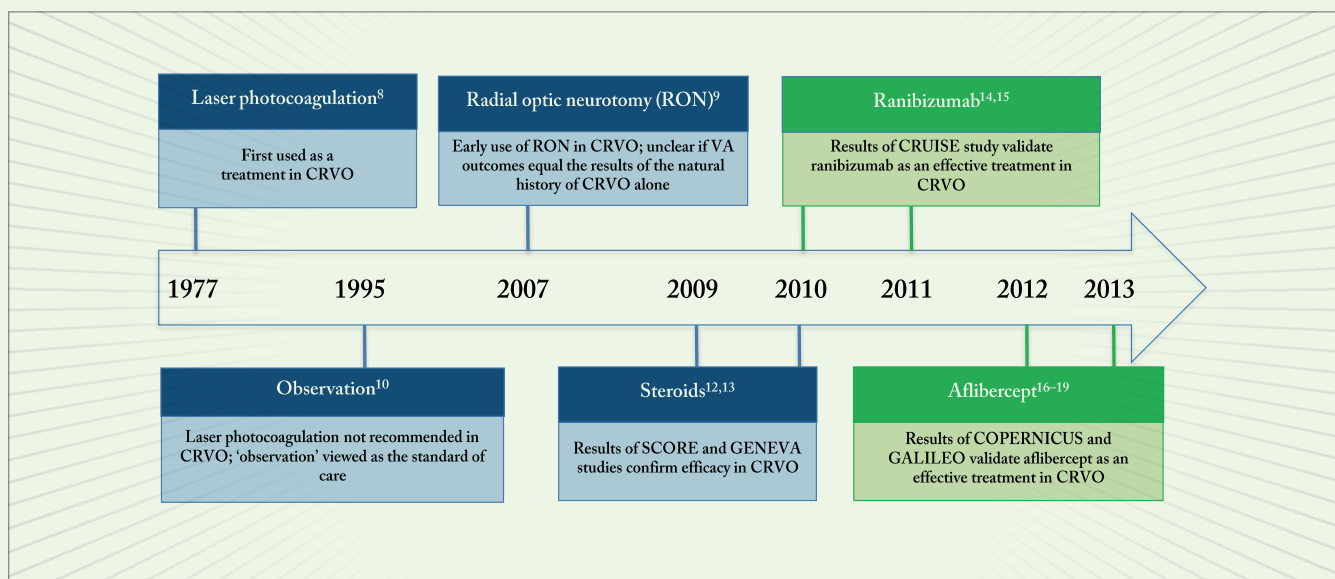 Laser photocoagulation8
First used as a
treatment in CRVO
Radial optic neurotomy (RON)9
Early use of RON in CRVO; unclear if VA
outcomes equal the results of the natural
history of CRVO alone
Ranibizumab14,15
Results of CRUISE study validate
ranibizumab as an effective treatment in
CRVO
1977 1995 2007 2009 2010 2011 2012 2013
Observation10
Laser photocoagulation not recommended in
CRVO; ‘observation’ viewed as the standard of
care
Steroids12,13
Results of SCORE and GENEVA
studies confirm efficacy in CRVO
Aflibercept16–19
Results of COPERNICUS and
GALILEO validate aflibercept as an
effective treatment in CRVO